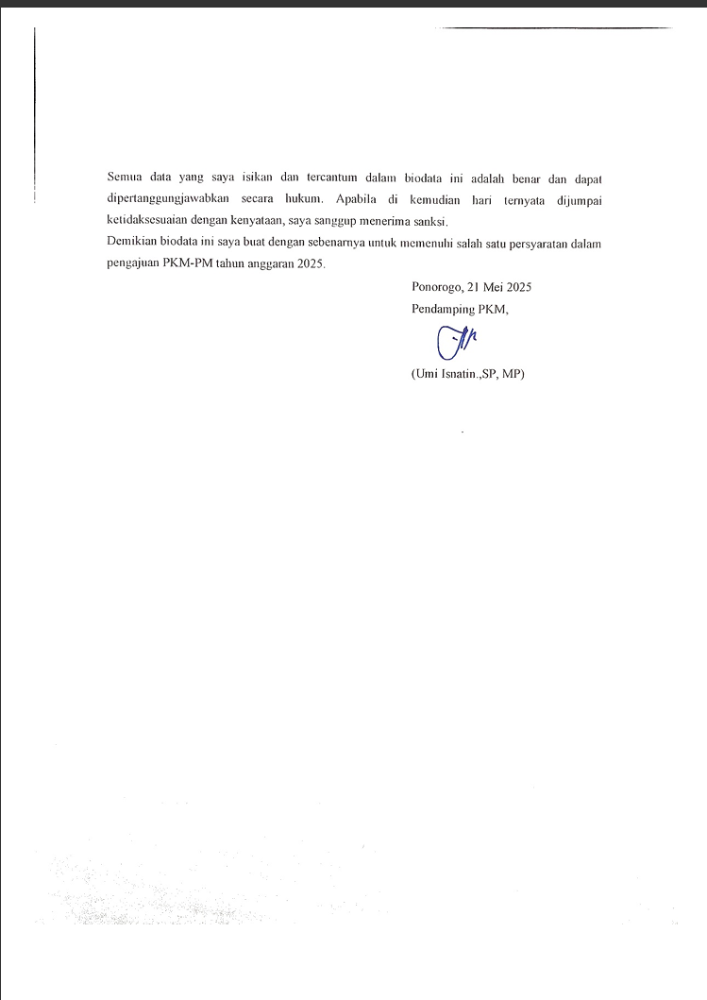 Semua data yang saya isikan dan tercantum dalam biodata ini adalah benar dan dapat
dipertanggungjawabkan secara hukum. Apabila di kemudian hari ternyata dijumpai
ketidaksesuaian dengan kenyataan, saya sanggup menerima sanksi.
Demikian biodata ini saya buat dengan sebenarnya untuk memenuhi salah satu persyaratan dalam
pengajuan PKM-PM tahun anggaran 2025.
Ponorogo, 21 Mei 2025
Pendamping PKM,
(Umi Isnatin.,SP, MP)